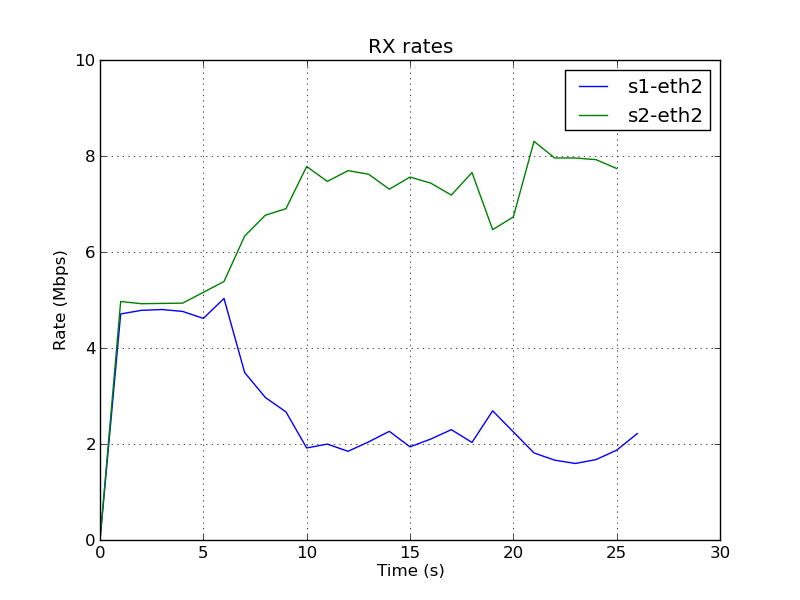 RX rates
s1-eth2
s2-eth2
10
8
6
4
2
0
Rate (Mbps)
0 5 10 15 20 25 30
Time (s)